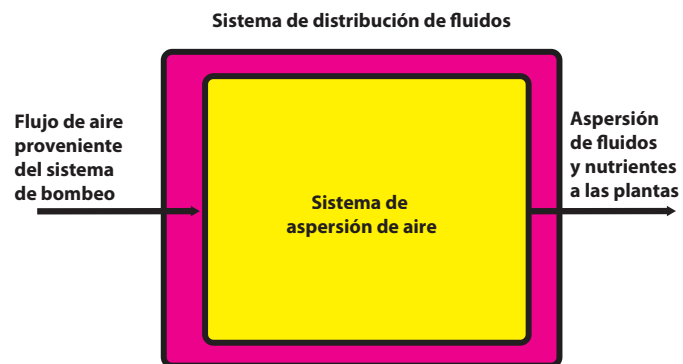 Sistema de distribución de fluidos
Flujo de aire
proveniente
del sistema
de bombeo
Sistema de
aspersión de aire
Aspersión
de fluidos
y nutrientes
a las plantas